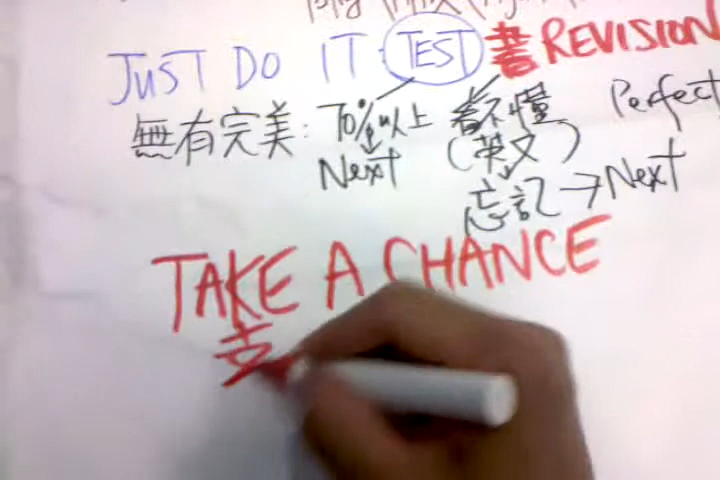 JUST DO IT: TEST 書 REVISION
無有完美: 70%以上 看不懂 Perfect
Next (英文)
忘記 → Next
TAKE A CHANCE